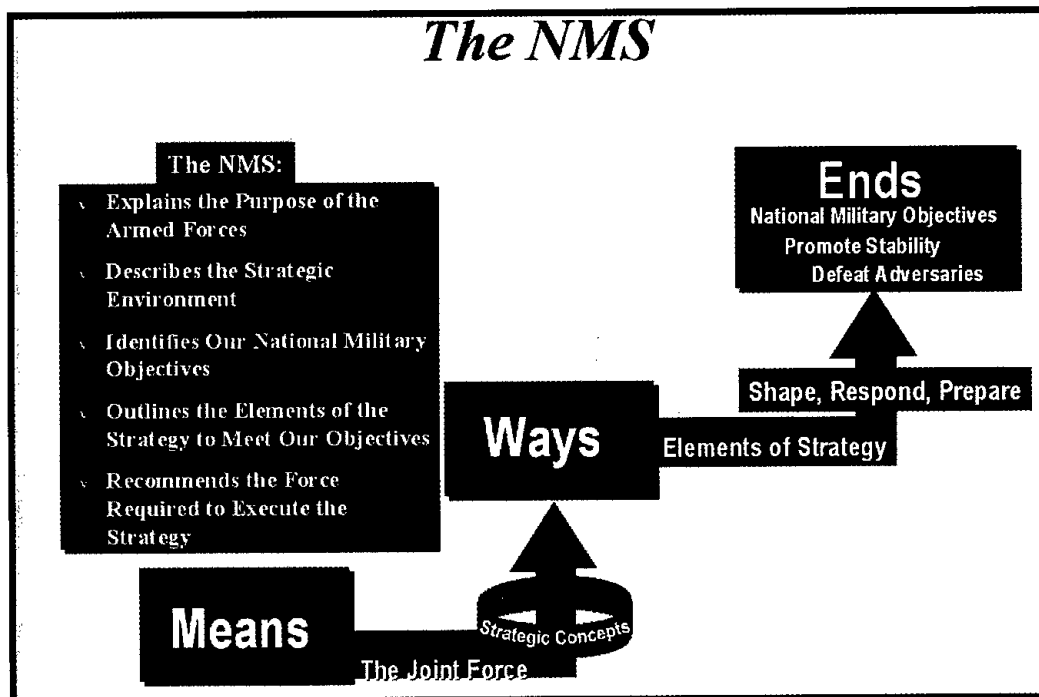 The NMS
The NMS:
Explains the Purpose of the
Armed Forces
Describes the Strategic
Environment
Identifies Our National Military
Objectives
Outlines the Elements of the
Strategy to Meet Our Objectives
Recommends the Force
Required to Execute the
Strategy
Ends
National Military Objectives
Promote Stability
Defeat Adversaries
Shape, Respond, Prepare
Ways
Elements of Strategy
Means
Strategic Concepts
The Joint Force